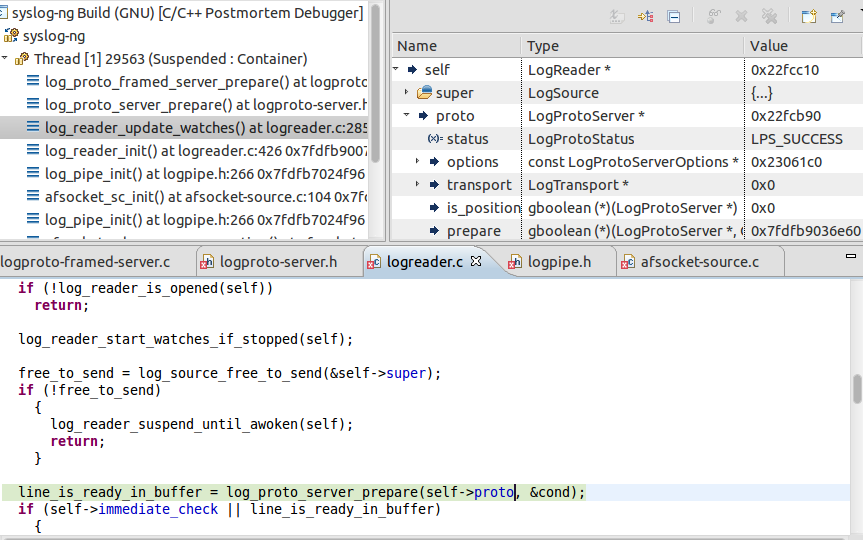 syslog-ng Build (GNU) [C/C++ Postmortem Debugger]
syslog-ng
Thread [1] 29563 (Suspended : Container)
log_proto_framed_server_prepare() at logproto
log_proto_server_prepare() at logproto-server.h
log_reader_update_watches() at logreader.c:285
log_reader_init() at logreader.c:426 0x7fdfb9007
log_pipe_init() at logpipe.h:266 0x7fdfb7024f96
afsocket_sc_init() at afsocket-source.c:104 0x7fd
log_pipe_init() at logpipe.h:266 0x7fdfb7024f96
Name Type Value
self LogReader * 0x22fcc10
super LogSource {...}
proto LogProtoServer * 0x22fcb90
(x)= status LogProtoStatus LPS_SUCCESS
options const LogProtoServerOptions * 0x23061c0
transport LogTransport * 0x0
is_position gboolean (*)(LogProtoServer *) 0x0
prepare gboolean (*)(LogProtoServer *, 0x7fdfb9036e60
logproto-framed-server.c logproto-server.h logreader.c logpipe.h afsocket-source.c
if (!log_reader_is_opened(self))
return;
log_reader_start_watches_if_stopped(self);
free_to_send = log_source_free_to_send(&self->super);
if (!free_to_send)
{
log_reader_suspend_until_awoken(self);
return;
}
line_is_ready_in_buffer = log_proto_server_prepare(self->proto, &cond);
if (self->immediate_check || line_is_ready_in_buffer)
{